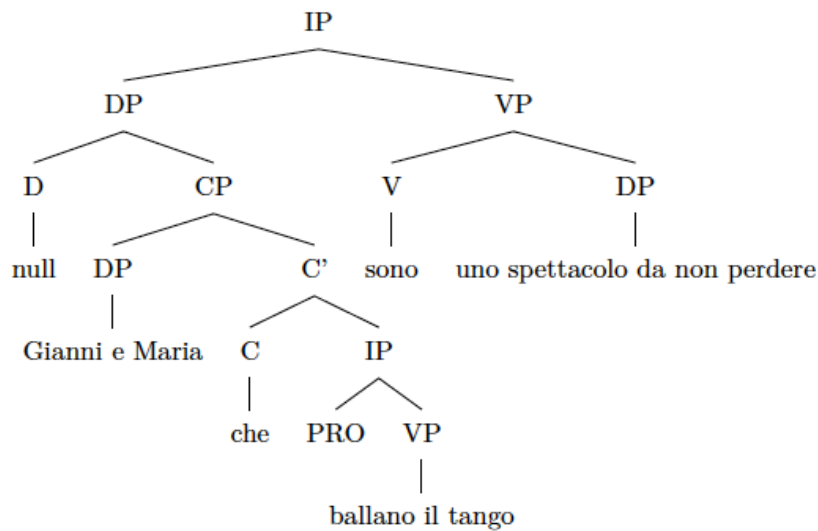 IP
DP VP
D CP V DP
null DP C' sono uno spettacolo da non perdere
Gianni e Maria C IP
che PRO VP
ballano il tango